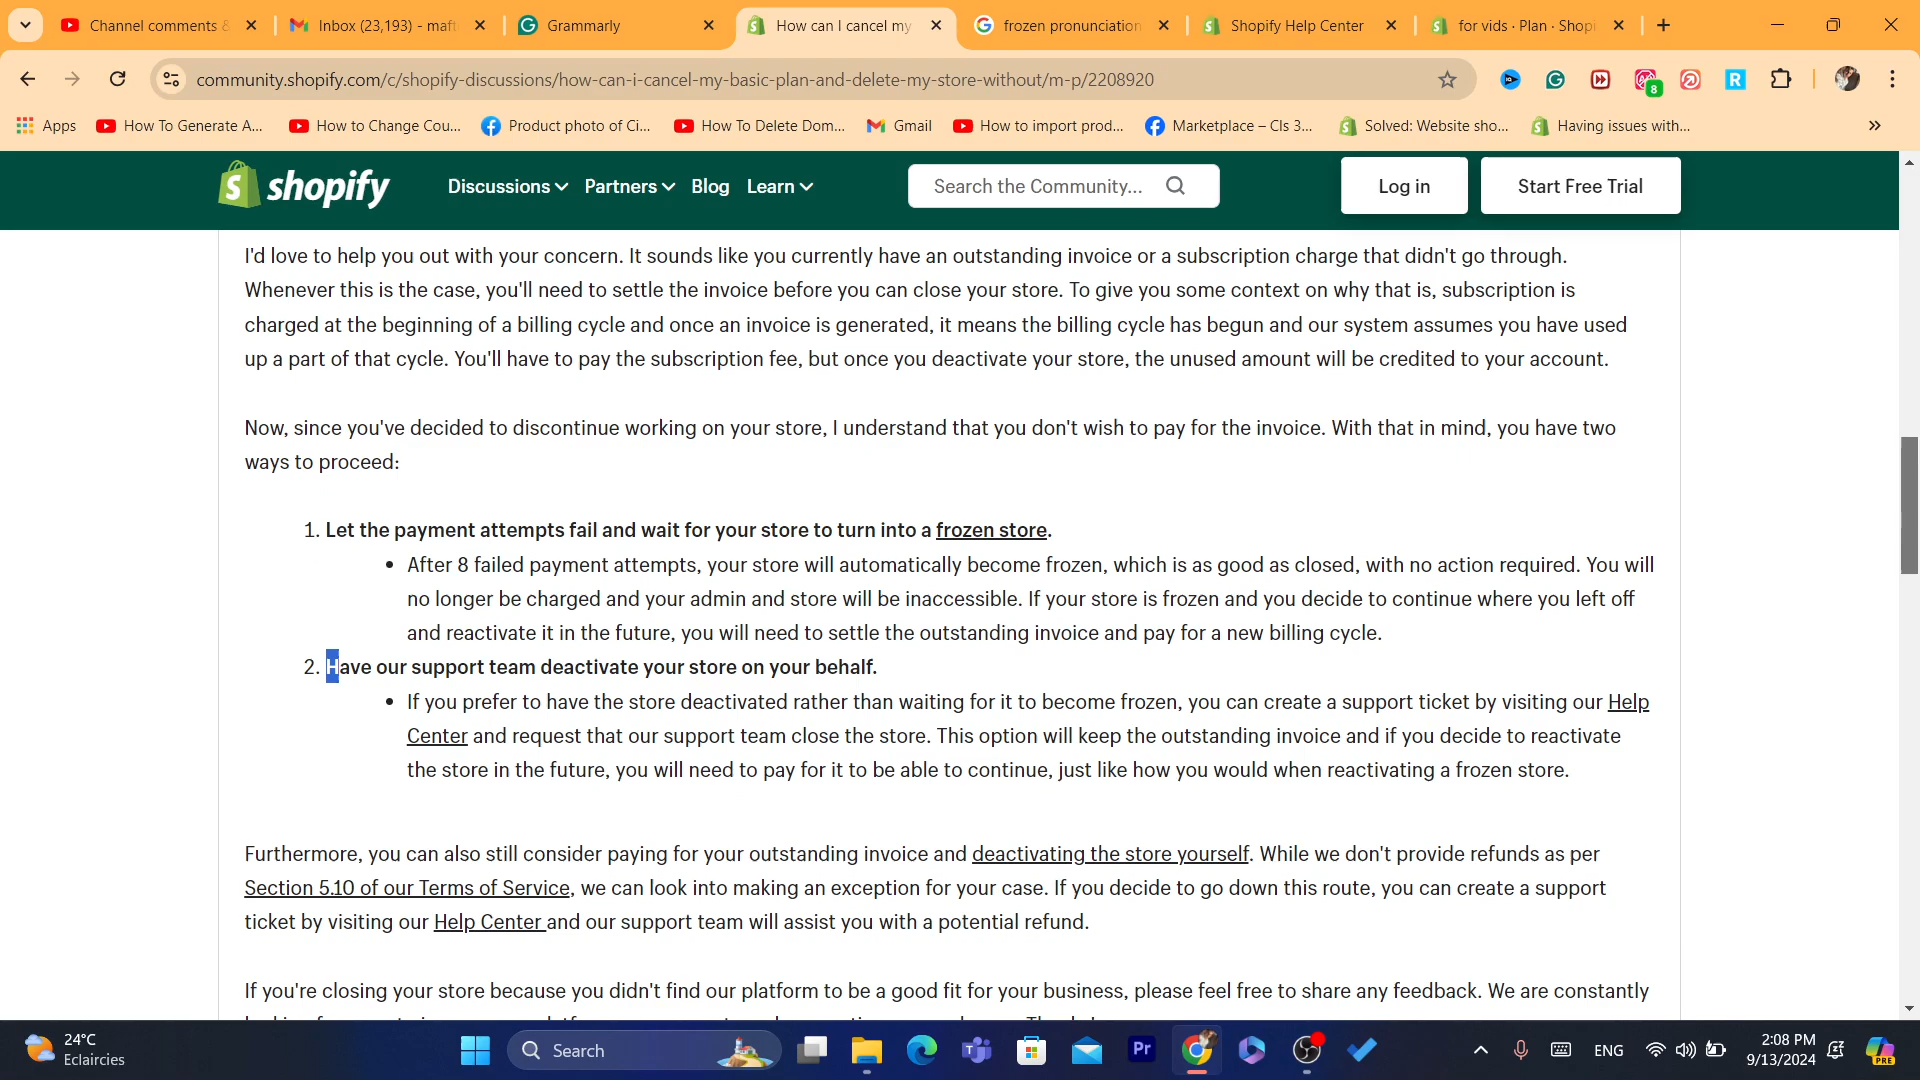 Channel comments &
Inbox (23,193) - maft
Grammarly
How can I cancel my
frozen pronunciation
Shopify Help Center
for vids · Plan · Shopi
community.shopify.com/c/shopify-discussions/how-can-i-cancel-my-basic-plan-and-delete-my-store-without/m-p/2208920
8
Apps
How To Generate A...
How to Change Cou...
Product photo of Ci...
How To Delete Dom...
Gmail
How to import prod...
Marketplace – Cls 3...
Solved: Website sho...
Having issues with...
shopify
Discussions
Partners
Blog
Learn
Search the Community...
Log in
Start Free Trial
I'd love to help you out with your concern. It sounds like you currently have an outstanding invoice or a subscription charge that didn't go through.
Whenever this is the case, you'll need to settle the invoice before you can close your store. To give you some context on why that is, subscription is
charged at the beginning of a billing cycle and once an invoice is generated, it means the billing cycle has begun and our system assumes you have used
up a part of that cycle. You'll have to pay the subscription fee, but once you deactivate your store, the unused amount will be credited to your account.
Now, since you've decided to discontinue working on your store, I understand that you don't wish to pay for the invoice. With that in mind, you have two
ways to proceed:
1. Let the payment attempts fail and wait for your store to turn into a frozen store.
• After 8 failed payment attempts, your store will automatically become frozen, which is as good as closed, with no action required. You will
no longer be charged and your admin and store will be inaccessible. If your store is frozen and you decide to continue where you left off
and reactivate it in the future, you will need to settle the outstanding invoice and pay for a new billing cycle.
2. Have our support team deactivate your store on your behalf.
• If you prefer to have the store deactivated rather than waiting for it to become frozen, you can create a support ticket by visiting our Help
Center and request that our support team close the store. This option will keep the outstanding invoice and if you decide to reactivate
the store in the future, you will need to pay for it to be able to continue, just like how you would when reactivating a frozen store.
Furthermore, you can also still consider paying for your outstanding invoice and deactivating the store yourself. While we don't provide refunds as per
Section 5.10 of our Terms of Service, we can look into making an exception for your case. If you decide to go down this route, you can create a support
ticket by visiting our Help Center and our support team will assist you with a potential refund.
If you're closing your store because you didn't find our platform to be a good fit for your business, please feel free to share any feedback. We are constantly
24°C
Eclaircies
Search
Pr
ENG
2:08 PM
9/13/2024
PRE